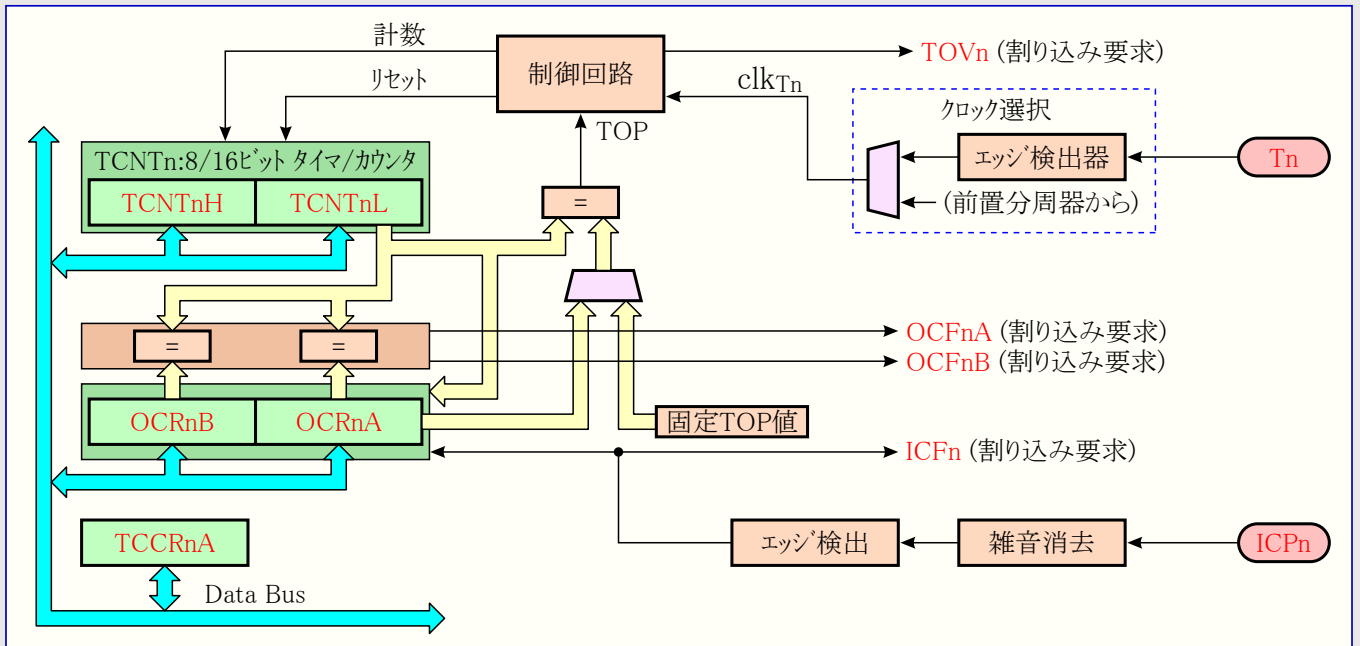 計数
制御回路
TOVn (割り込み要求)
リセット
clkTn
クロック選択
TOP
TCNTn:8/16ビット タイマ/カウンタ
エッジ検出器
Tn
TCNTnH
TCNTnL
=
(前置分周器から)
=
=
OCFnA (割り込み要求)
OCFnB (割り込み要求)
OCRnB
OCRnA
固定TOP値
ICFn (割り込み要求)
TCCRnA
エッジ検出
雑音消去
ICPn
Data Bus